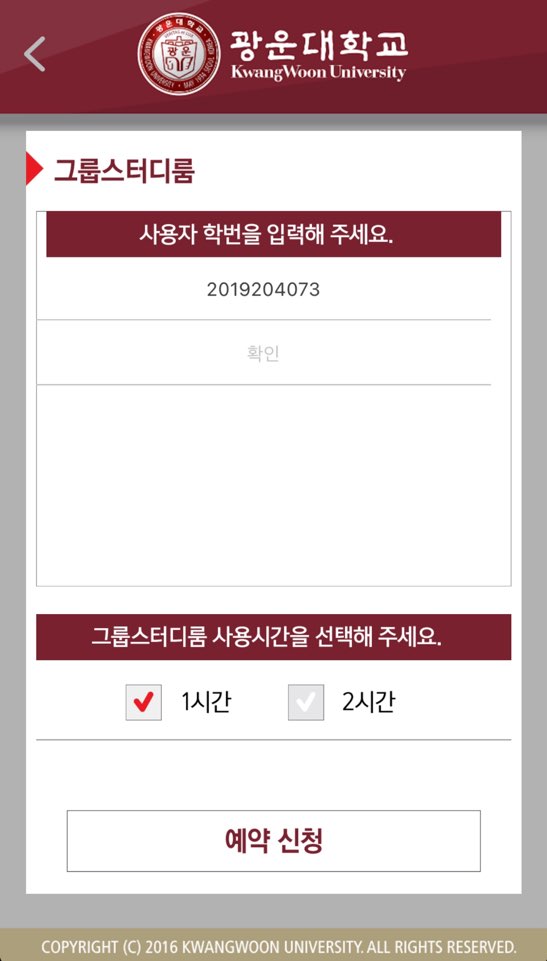 광운대학교
KwangWoon University
그룹스터디룸
사용자 학번을 입력해 주세요.
2019204073
확인
그룹스터디룸 사용시간을 선택해 주세요.
1시간 2시간
예약 신청
COPYRIGHT (C) 2016 KWANGWOON UNIVERSITY. ALL RIGHTS RESERVED.